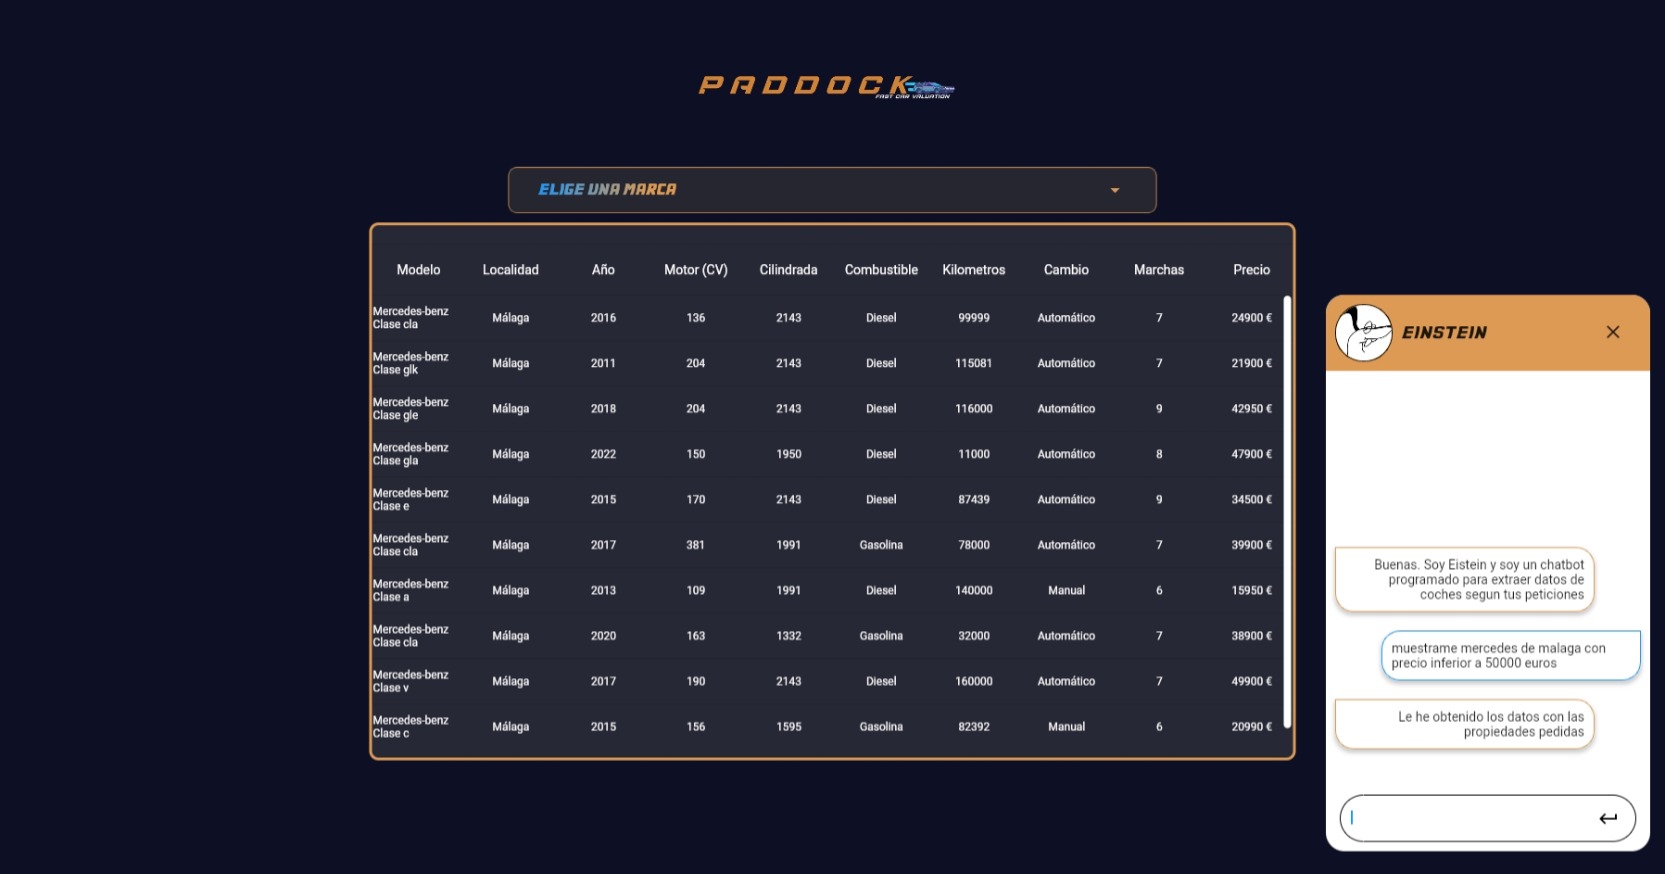 PADDOCK
FAST CAR VALUATION
ELIGE UNA MARCA
Modelo Localidad Año Motor (CV) Cilindrada Combustible Kilometros Cambio Marchas Precio
Mercedes-benz
Clase cla Málaga 2016 136 2143 Diesel 99999 Automático 7 24900 €
Mercedes-benz
Clase glk Málaga 2011 204 2143 Diesel 115081 Automático 7 21900 €
Mercedes-benz
Clase gle Málaga 2018 204 2143 Diesel 116000 Automático 9 42950 €
Mercedes-benz
Clase gla Málaga 2022 150 1950 Diesel 11000 Automático 8 47900 €
Mercedes-benz
Clase e Málaga 2015 170 2143 Diesel 87439 Automático 9 34500 €
Mercedes-benz
Clase cla Málaga 2017 381 1991 Gasolina 78000 Automático 7 39900 €
Mercedes-benz
Clase a Málaga 2013 109 1991 Diesel 140000 Manual 6 15950 €
Mercedes-benz
Clase cla Málaga 2020 163 1332 Gasolina 32000 Automático 7 38900 €
Mercedes-benz
Clase v Málaga 2017 190 2143 Diesel 160000 Automático 7 49900 €
Mercedes-benz
Clase c Málaga 2015 156 1595 Gasolina 82392 Manual 6 20990 €
EINSTEIN
Buenas. Soy Eistein y soy un chatbot
programado para extraer datos de
coches segun tus peticiones
muestrame mercedes de malaga con
precio inferior a 50000 euros
Le he obtenido los datos con las
propiedades pedidas